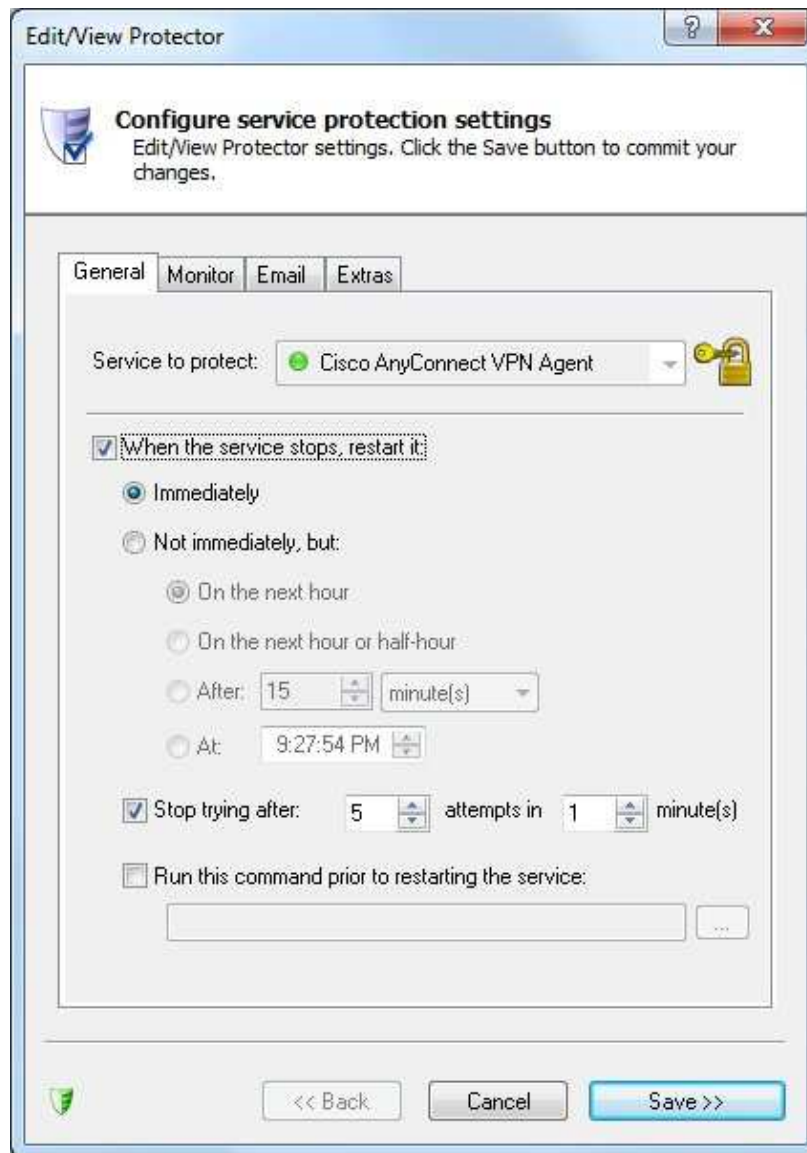 Edit/View Protector
Configure service protection settings
Edit/View Protector settings. Click the Save button to commit your
changes.
General Monitor Email Extras
Service to protect: Cisco AnyConnect VPN Agent
When the service stops, restart it:
Immediately
Not immediately, but:
On the next hour
On the next hour or half-hour
After: 15 minute(s)
At: 9:27:54 PM
Stop trying after: 5 attempts in 1 minute(s)
Run this command prior to restarting the service:
...
<< Back Cancel Save >>